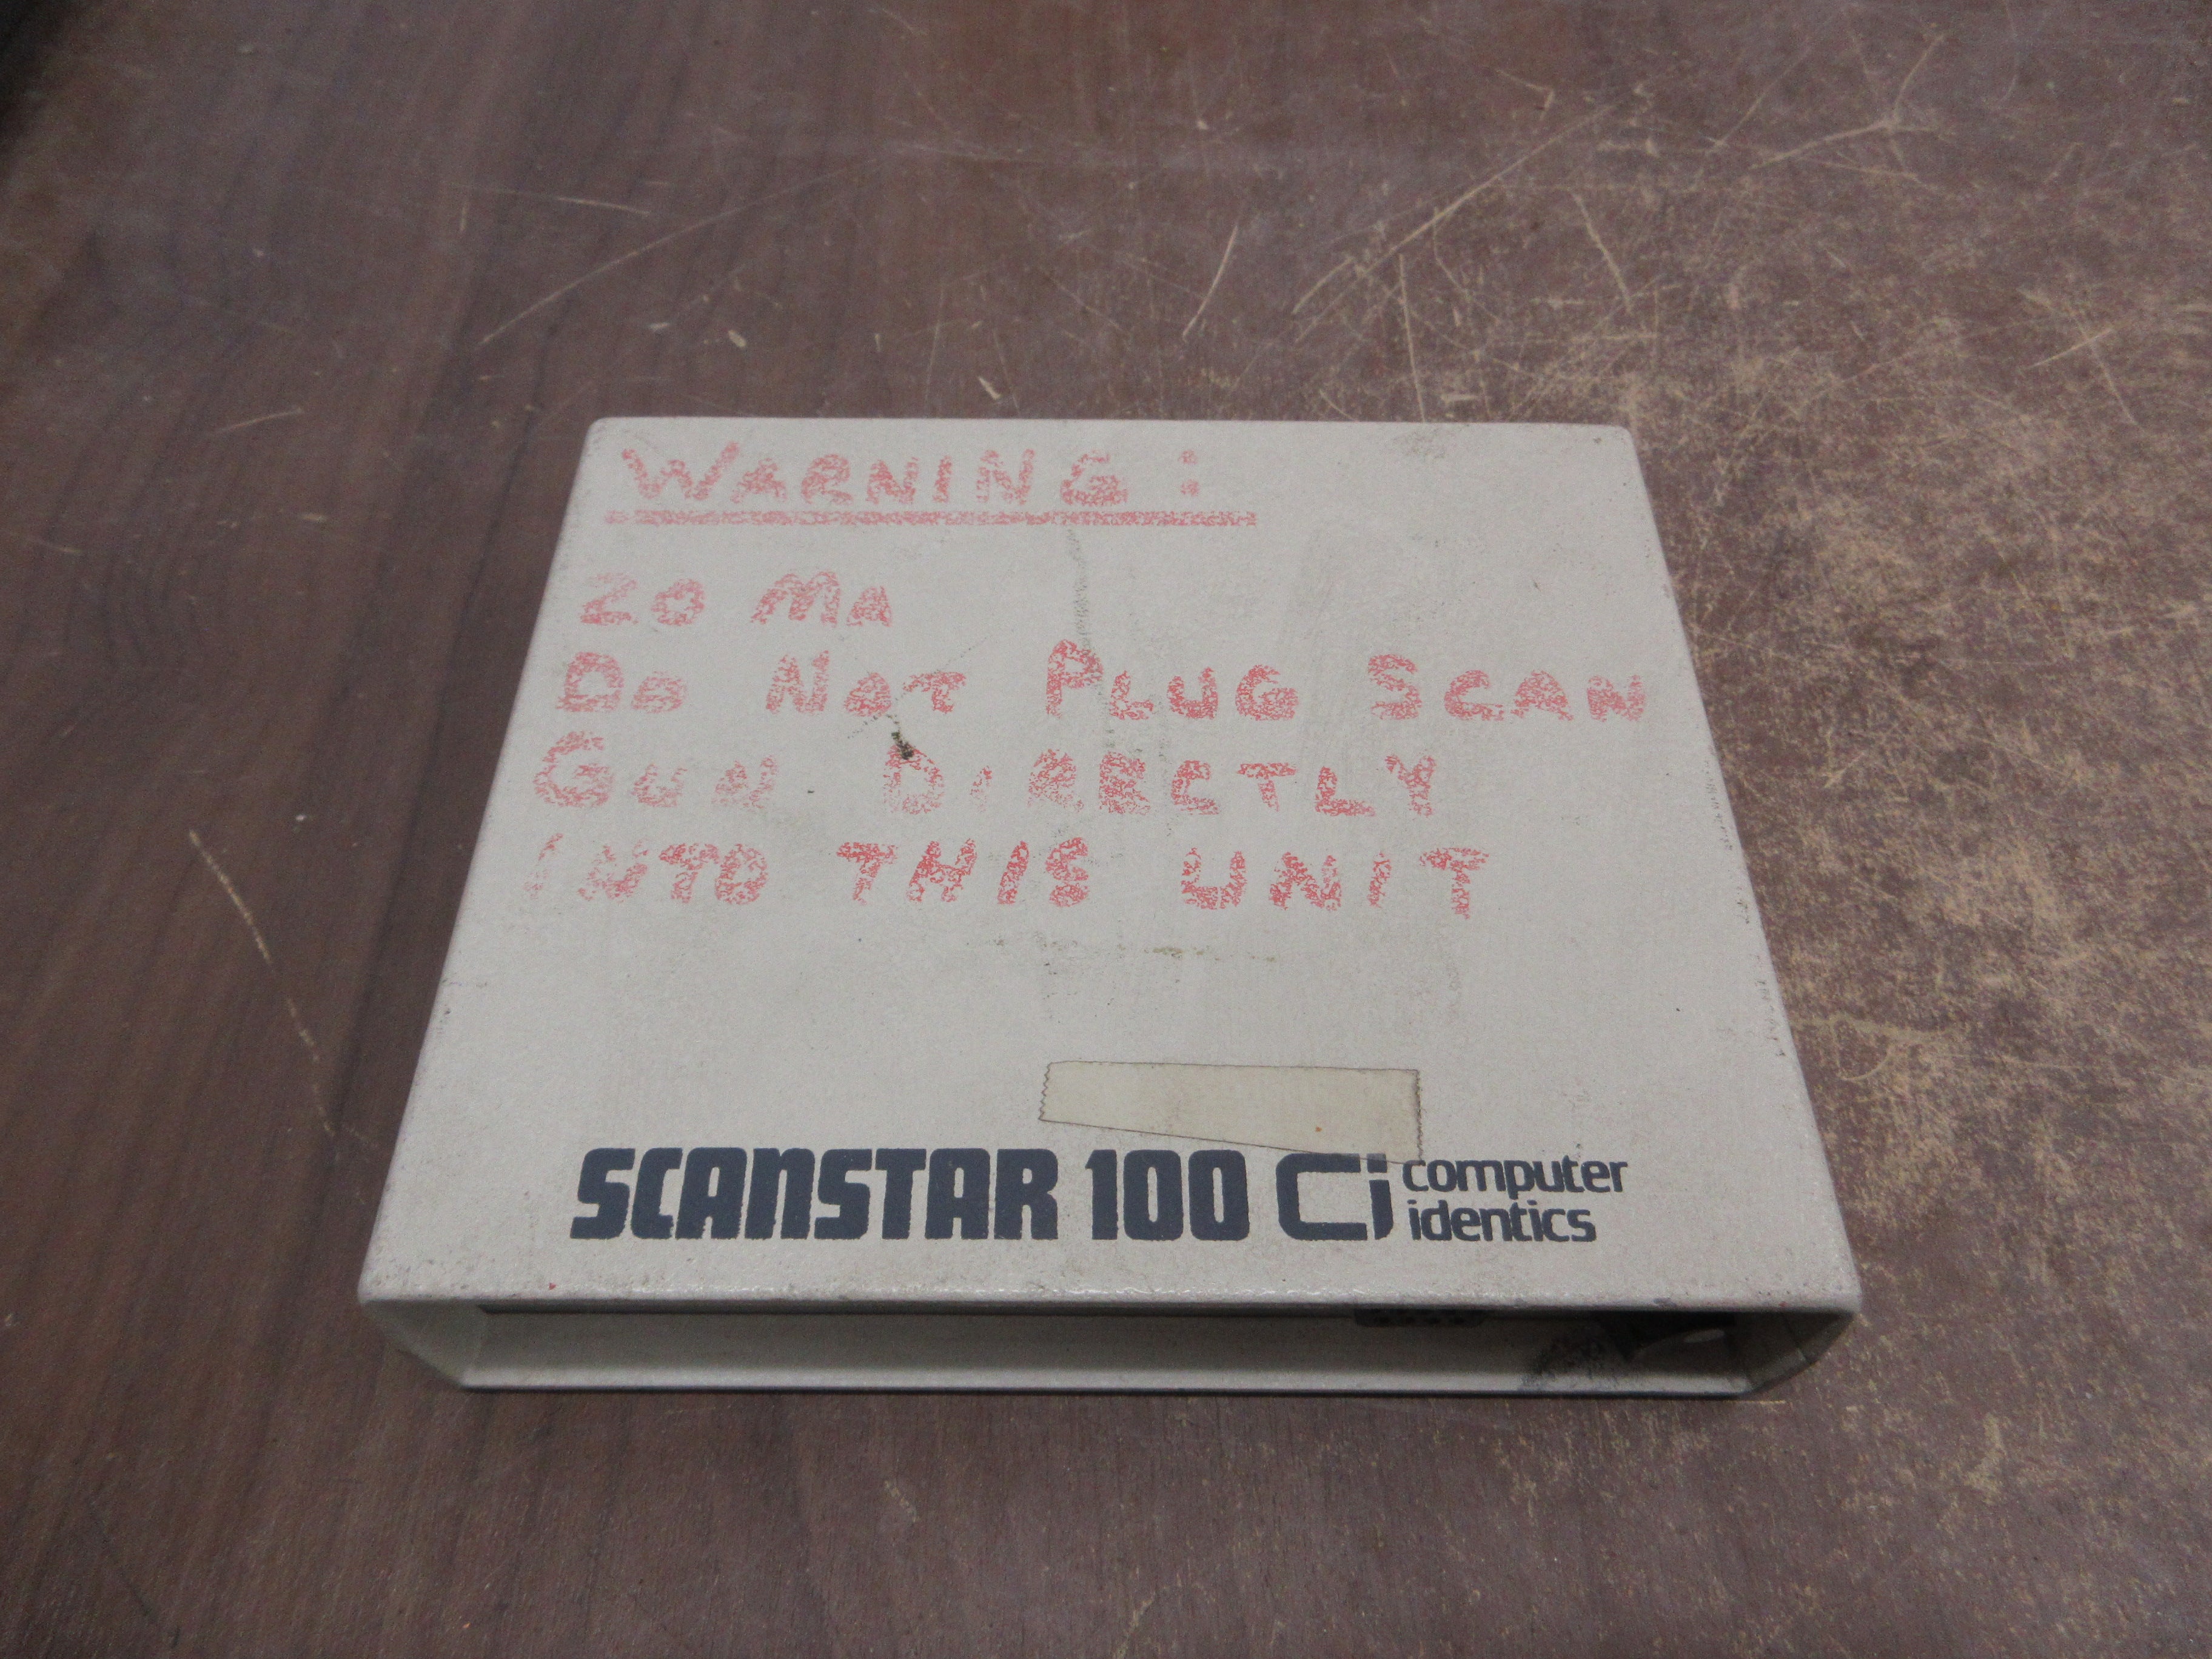 WARNING:
20 MA
DO NOT PLUG SCAN
GUN DIRECTLY
INTO THIS UNIT
SCANSTAR 100 Ci computer
identics